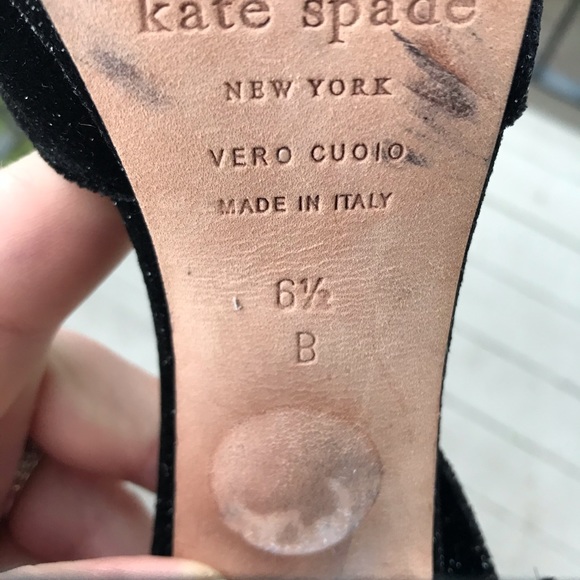 kate spade
NEW YORK
VERO CUOIO
MADE IN ITALY
6½
B